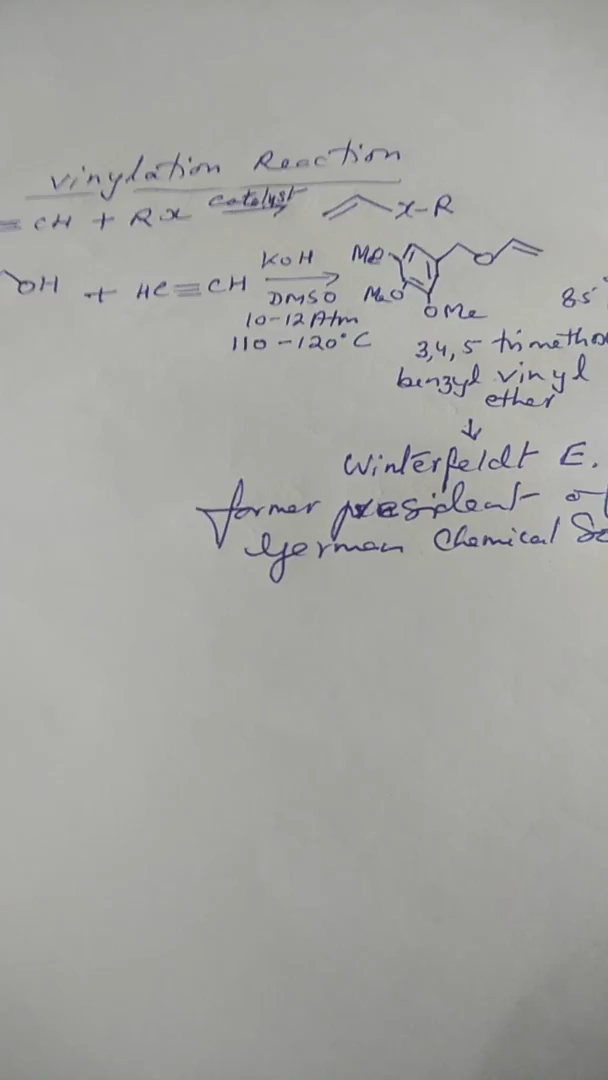 vinylation Reaction
≡ CH + RX catalyst X-R
OH + HC≡CH KOH Me
DMSO MeO O
10-12 Atm OMe 85
110-120°C 3,4,5 trimetho
benzyl vinyl
ether
↓
Winterfeldt E.
former president of
German Chemical So